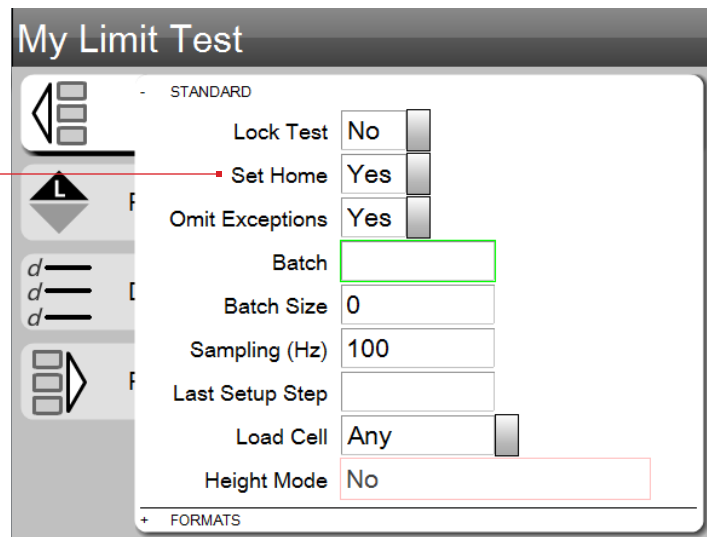 My Limit Test
- STANDARD
Lock Test No
Set Home Yes
L
Omit Exceptions Yes
Batch
d
d
d
Batch Size 0
Sampling (Hz) 100
Last Setup Step
Load Cell Any
Height Mode No
+ FORMATS